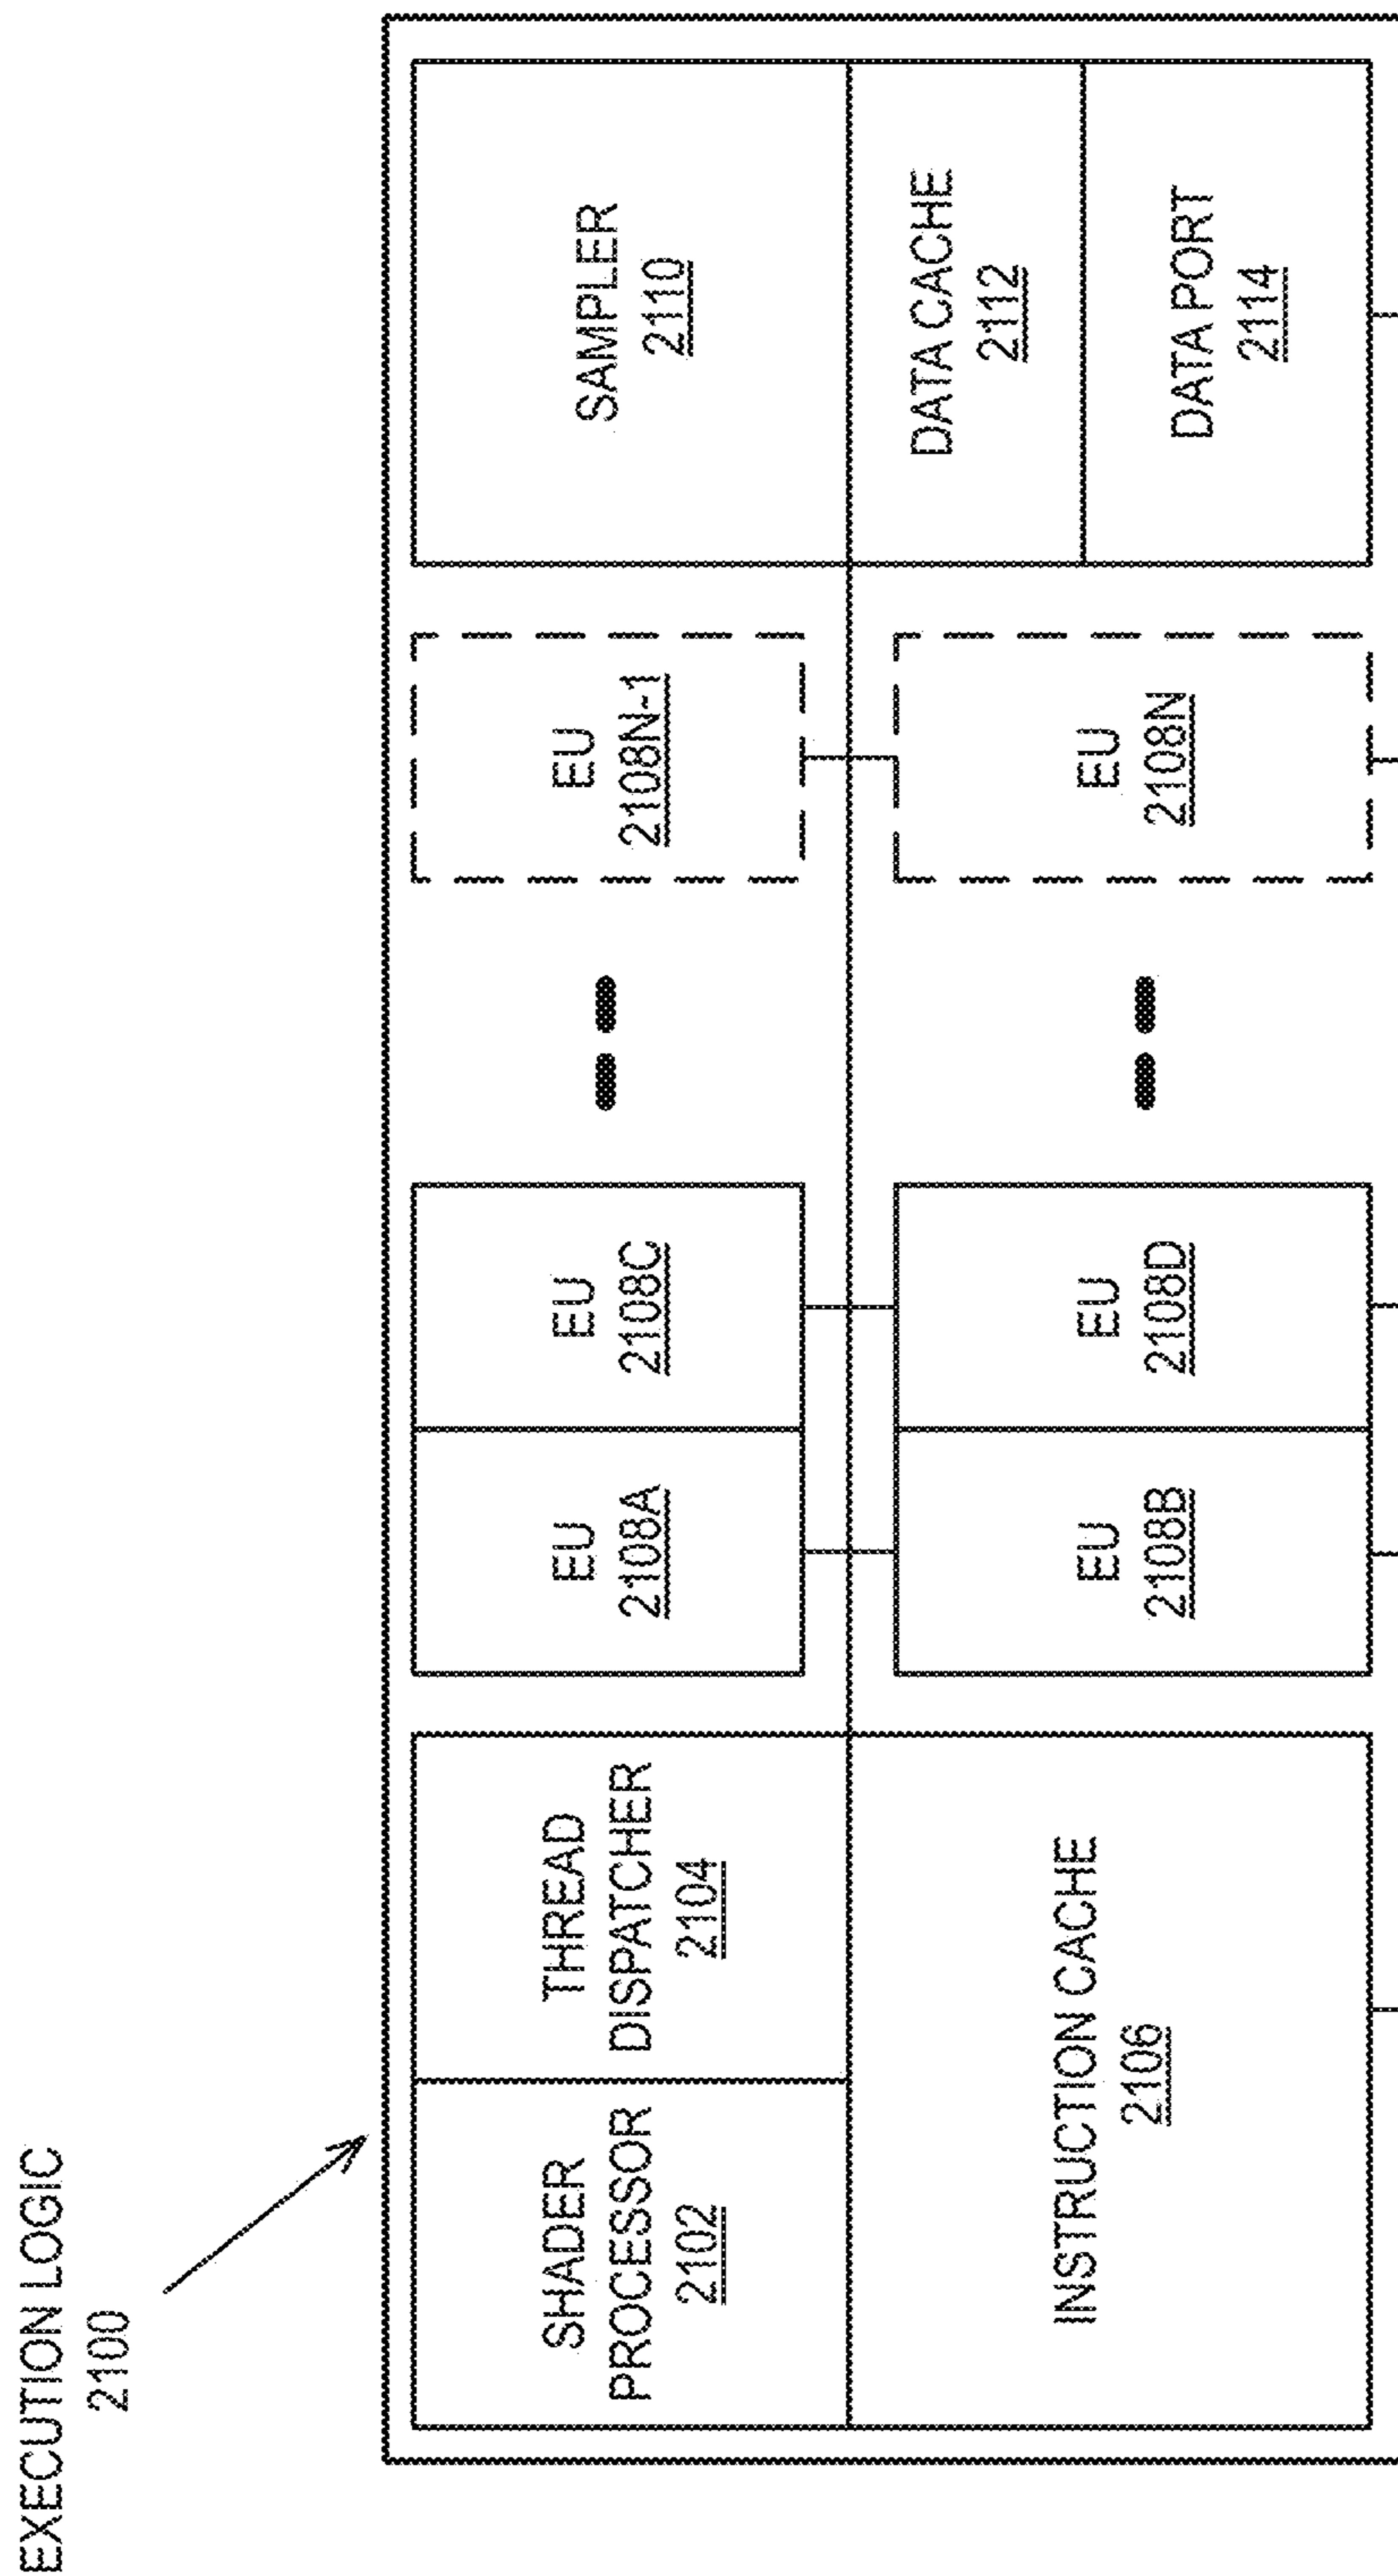 EXECUTION LOGIC
2100
SHADER
PROCESSOR
2102
THREAD
DISPATCHER
2104
INSTRUCTION CACHE
2106
EU
2108A
EU
2108C
EU
2108N-1
EU
2108B
EU
2108D
EU
2108N
SAMPLER
2110
DATA CACHE
2112
DATA PORT
2114